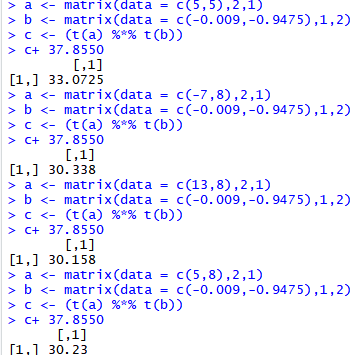 > a <- matrix(data = c(5,5),2,1)
> b <- matrix(data = c(-0.009,-0.9475),1,2)
> c <- (t(a) %*% t(b))
> c+ 37.8550
[,1]
[1,] 33.0725
> a <- matrix(data = c(-7,8),2,1)
> b <- matrix(data = c(-0.009,-0.9475),1,2)
> c <- (t(a) %*% t(b))
> c+ 37.8550
[,1]
[1,] 30.338
> a <- matrix(data = c(13,8),2,1)
> b <- matrix(data = c(-0.009,-0.9475),1,2)
> c <- (t(a) %*% t(b))
> c+ 37.8550
[,1]
[1,] 30.158
> a <- matrix(data = c(5,8),2,1)
> b <- matrix(data = c(-0.009,-0.9475),1,2)
> c <- (t(a) %*% t(b))
> c+ 37.8550
[,1]
[1,] 30.23